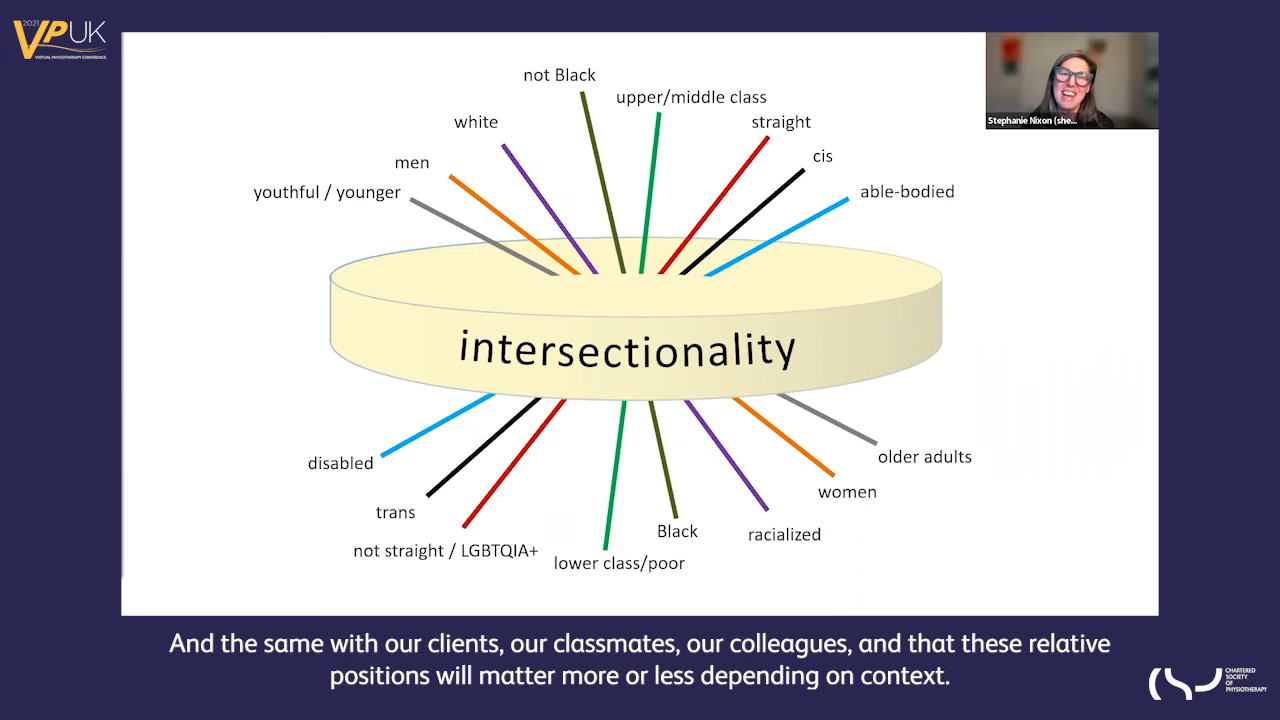 2021
VPUK
VIRTUAL PHYSIOTHERAPY CONFERENCE
not Black
upper/middle class
white
straight
men
cis
youthful / younger
able-bodied
Stephanie Nixon (she...
intersectionality
disabled
older adults
trans
women
not straight / LGBTQIA+
Black
racialized
lower class/poor
And the same with our clients, our classmates, our colleagues, and that these relative
positions will matter more or less depending on context.
CHARTERED
SOCIETY
OF
PHYSIOTHERAPY